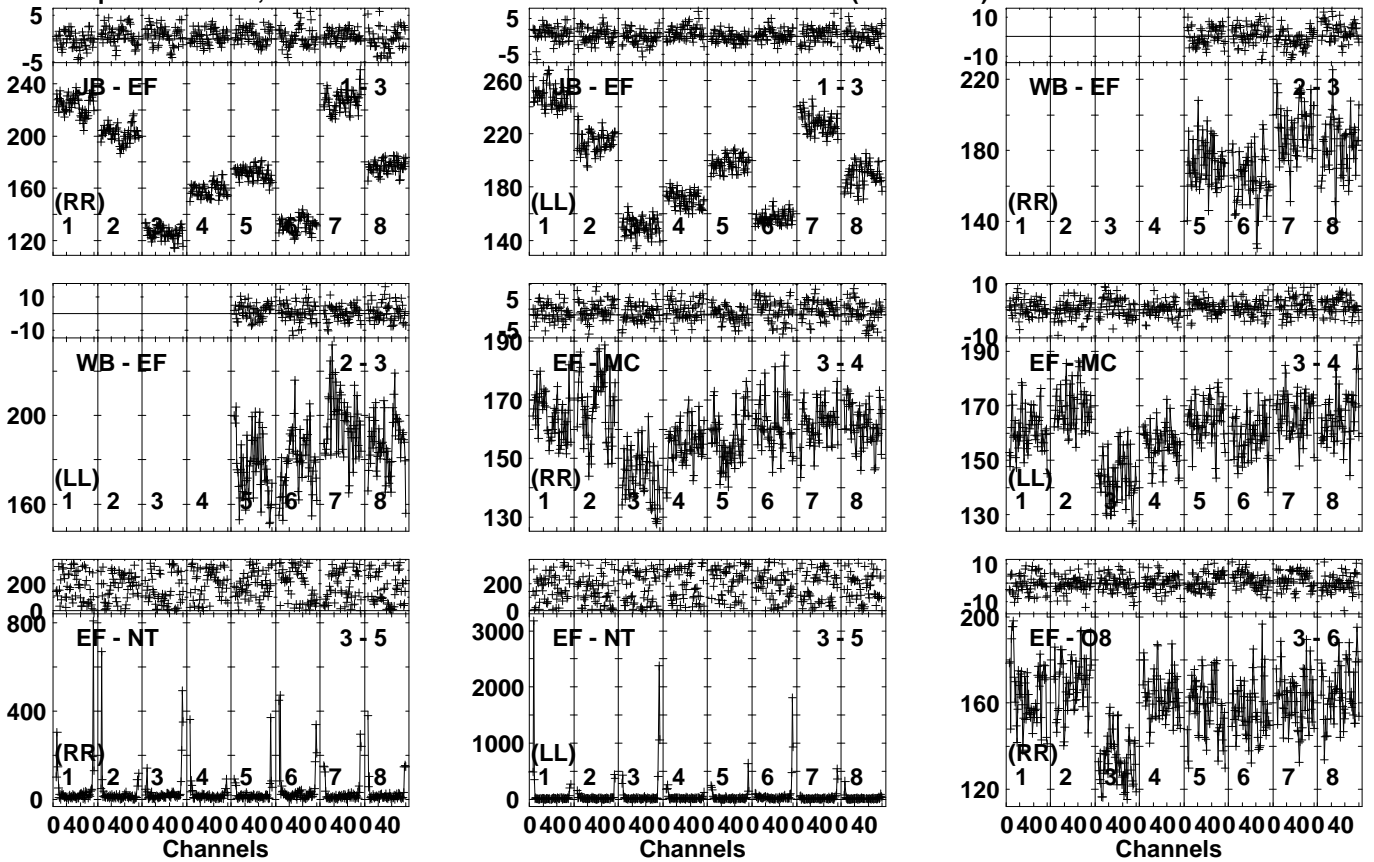 5 5 10
-5 -5 -10
240 JB - EF 1 - 3 260 JB - EF 1 - 3 220 WB - EF 2 - 3
200 220 180
160 180
(RR) (LL) (RR)
120 1 2 3 4 5 6 7 8 140 1 2 3 4 5 6 7 8 140 1 2 3 4 5 6 7 8
10 5 10
-10 -5 -10
WB - EF 2 - 3 190 EF - MC 3 - 4 190 EF - MC 3 - 4
200 170 170
150 150
(LL) (RR) (LL)
160 1 2 3 4 5 6 7 8 130 1 2 3 4 5 6 7 8 130 1 2 3 4 5 6 7 8
200 200 10
0 0 -10
800 EF - NT 3 - 5 3000 EF - NT 3 - 5 200 EF - O8 3 - 6
400 2000 160
(RR) 1000 (LL) (RR)
0 1 2 3 4 5 6 7 8 0 1 2 3 4 5 6 7 8 120 1 2 3 4 5 6 7 8
0 40 0 40 0 40 0 40 0 40 0 40 0 40 0 40 0 40 0 40 0 40 0 40 0 40 0 40 0 40 0 40 0 40 0 40 0 40 0 40 0 40 0 40 0 40 0 40
Channels Channels Channels